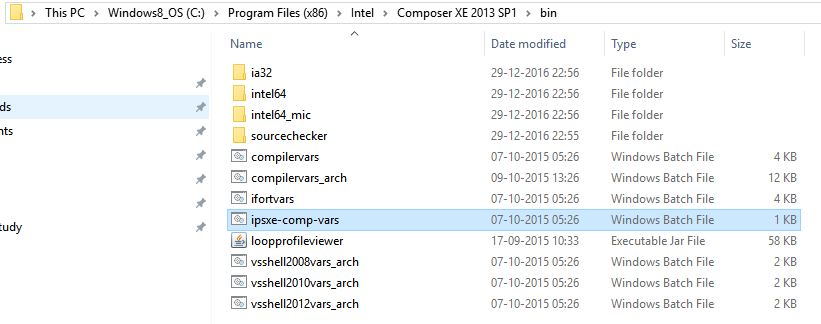 This PC > Windows8_OS (C:) > Program Files (x86) > Intel > Composer XE 2013 SP1 > bin
Name Date modified Type Size
ess
ia32 29-12-2016 22:56 File folder
intel64 29-12-2016 22:56 File folder
ds
intel64_mic 29-12-2016 22:56 File folder
nts
sourcechecker 29-12-2016 22:55 File folder
compilervars 07-10-2015 05:26 Windows Batch File 4 KB
compilervars_arch 09-10-2015 13:26 Windows Batch File 12 KB
ifortvars 07-10-2015 05:26 Windows Batch File 4 KB
ipsxe-comp-vars 07-10-2015 05:26 Windows Batch File 1 KB
tudy
loopprofileviewer 17-09-2015 10:33 Executable Jar File 58 KB
vsshell2008vars_arch 07-10-2015 05:26 Windows Batch File 2 KB
vsshell2010vars_arch 07-10-2015 05:26 Windows Batch File 2 KB
vsshell2012vars_arch 07-10-2015 05:26 Windows Batch File 2 KB